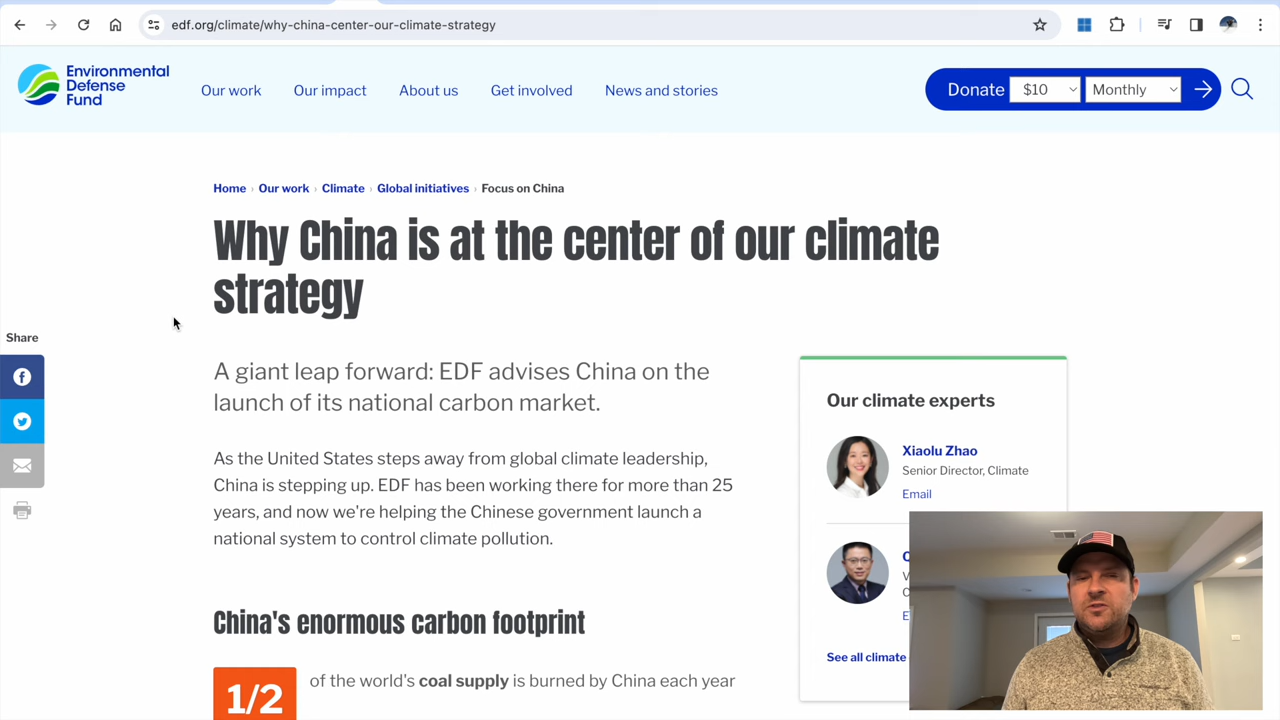 edf.org/climate/why-china-center-our-climate-strategy
Environmental
Defense
Fund
Our work
Our impact
About us
Get involved
News and stories
Donate
$10
Monthly
Home › Our work › Climate › Global initiatives › Focus on China
Why China is at the center of our climate
strategy
Share
A giant leap forward: EDF advises China on the
launch of its national carbon market.
As the United States steps away from global climate leadership,
China is stepping up. EDF has been working there for more than 25
years, and now we're helping the Chinese government launch a
national system to control climate pollution.
China's enormous carbon footprint
1/2
of the world's coal supply is burned by China each year
Our climate experts
Xiaolu Zhao
Senior Director, Climate
Email
See all climate